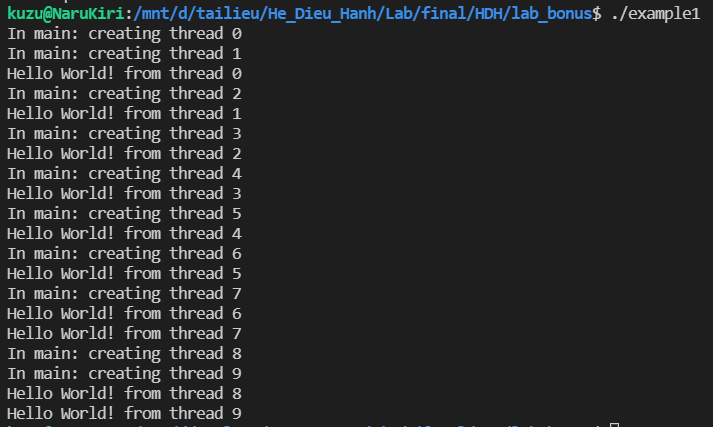 kuzu@NaruKiri:/mnt/d/tailieu/He_Dieu_Hanh/Lab/final/HDH/lab_bonus$ ./example1
In main: creating thread 0
In main: creating thread 1
Hello World! from thread 0
In main: creating thread 2
Hello World! from thread 1
In main: creating thread 3
Hello World! from thread 2
In main: creating thread 4
Hello World! from thread 3
In main: creating thread 5
Hello World! from thread 4
In main: creating thread 6
Hello World! from thread 5
In main: creating thread 7
Hello World! from thread 6
Hello World! from thread 7
In main: creating thread 8
In main: creating thread 9
Hello World! from thread 8
Hello World! from thread 9